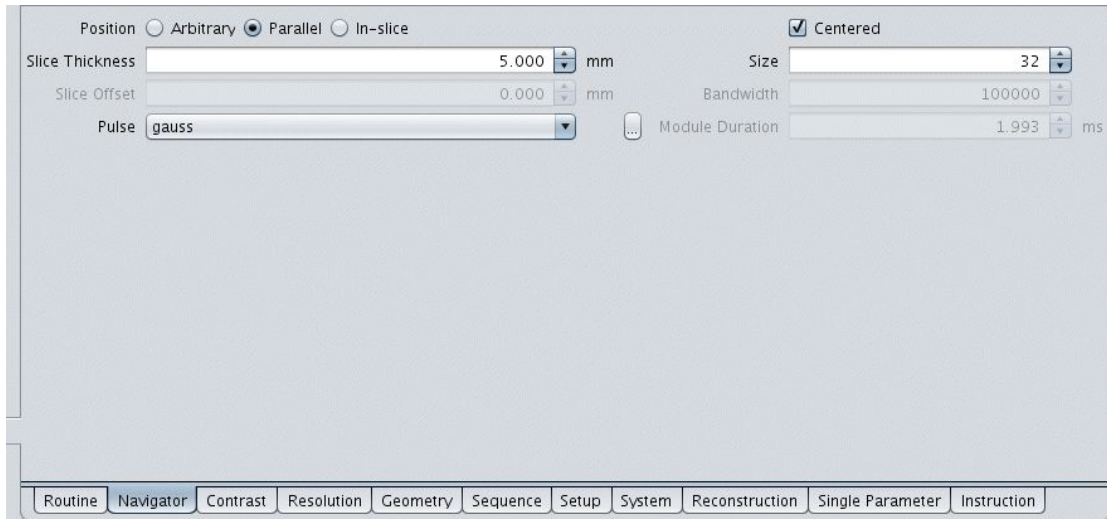 Position Arbitrary Parallel In-slice Centered
Slice Thickness 5.000 mm Size 32
Slice Offset 0.000 mm Bandwidth 100000
Pulse gauss ... Module Duration 1.993 ms
Routine Navigator Contrast Resolution Geometry Sequence Setup System Reconstruction Single Parameter Instruction